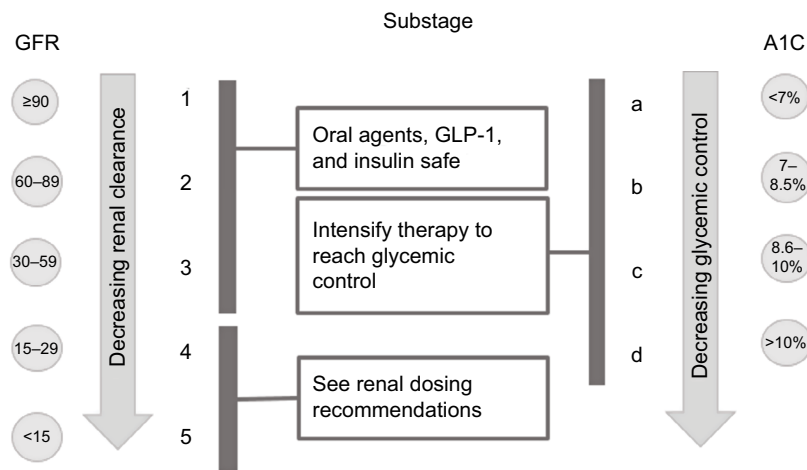 Substage
GFR
A1C
Decreasing renal clearance
Decreasing glycemic control
≥90
1
a
<7%
Oral agents, GLP-1,
and insulin safe
60–89
2
b
7–
8.5%
Intensify therapy to
reach glycemic
control
30–59
3
c
8.6–
10%
15–29
4
d
>10%
See renal dosing
recommendations
<15
5